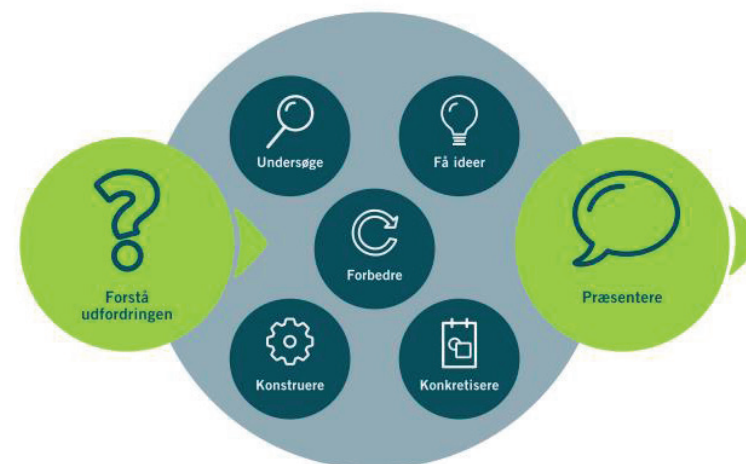 Undersøge
Få ideer
Forstå
udfordringen
Forbedre
Præsentere
Konstruere
Konkretisere